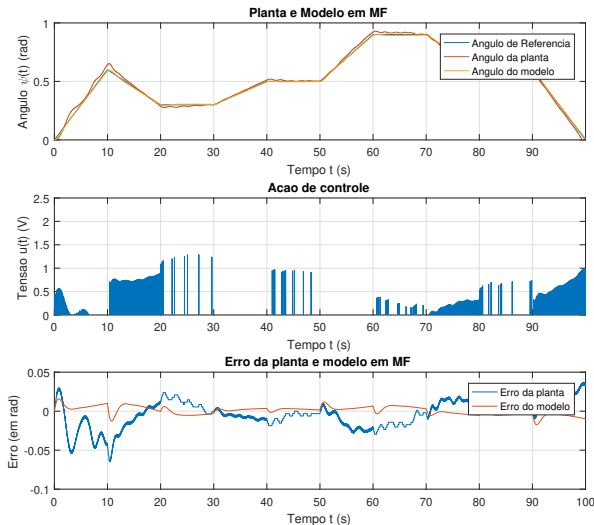 Planta e Modelo em MF
1
0.5
0
Angulo ψ(t) (rad)
Angulo de Referencia
Angulo da planta
Angulo do modelo
0 10 20 30 40 50 60 70 80 90 100
Tempo t (s)
Acao de controle
2.5
2
1.5
1
0.5
0
Tensao u(t) (V)
0 10 20 30 40 50 60 70 80 90 100
Tempo t (s)
Erro da planta e modelo em MF
0.05
0
-0.05
-0.1
Erro (em rad)
Erro da planta
Erro do modelo
0 10 20 30 40 50 60 70 80 90 100
Tempo t (s)